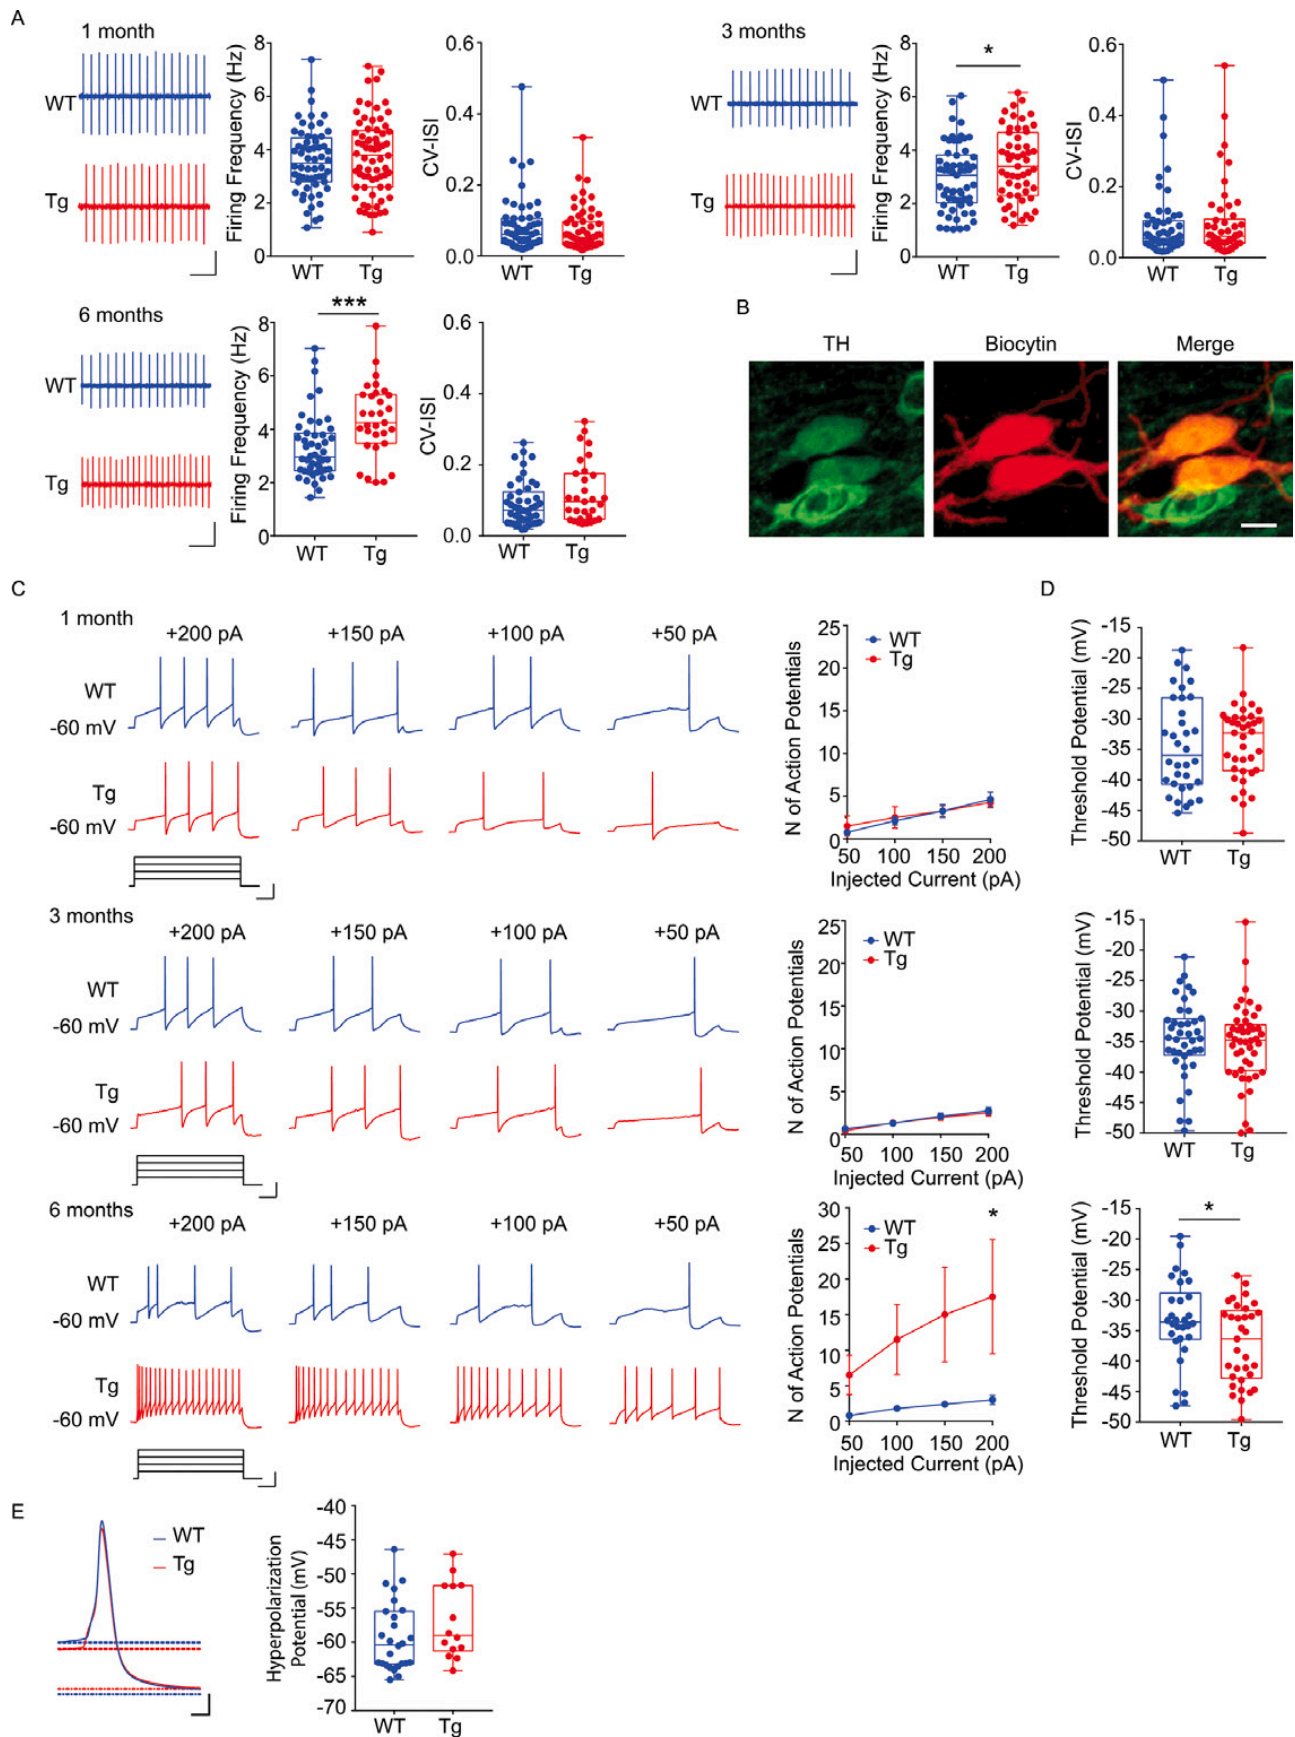 A
1 month
WT
Tg
Firing Frequency (Hz)
8
6
4
2
0
WT Tg
CV-ISI
0.6
0.4
0.2
0.0
WT Tg
3 months
WT
Tg
Firing Frequency (Hz)
8
6
4
2
0
*
WT Tg
CV-ISI
0.6
0.4
0.2
0.0
WT Tg
6 months
WT
Tg
Firing Frequency (Hz)
8
6
4
2
0
***
WT Tg
CV-ISI
0.6
0.4
0.2
0.0
WT Tg
B
TH Biocytin Merge
C
1 month
+200 pA +150 pA +100 pA +50 pA
WT
-60 mV
Tg
-60 mV
N of Action Potentials
25
20
15
10
5
0
WT
Tg
50 100 150 200
Injected Current (pA)
3 months
+200 pA +150 pA +100 pA +50 pA
WT
-60 mV
Tg
-60 mV
N of Action Potentials
25
20
15
10
5
0
WT
Tg
50 100 150 200
Injected Current (pA)
6 months
+200 pA +150 pA +100 pA +50 pA
WT
-60 mV
Tg
-60 mV
N of Action Potentials
30
25
20
15
10
5
0
WT
Tg
*
50 100 150 200
Injected Current (pA)
D
Threshold Potential (mV)
-15
-20
-25
-30
-35
-40
-45
-50
WT Tg
Threshold Potential (mV)
-15
-20
-25
-30
-35
-40
-45
-50
WT Tg
Threshold Potential (mV)
-15
-20
-25
-30
-35
-40
-45
-50
*
WT Tg
E
WT
Tg
Hyperpolarization
Potential (mV)
-40
-45
-50
-55
-60
-65
-70
WT Tg